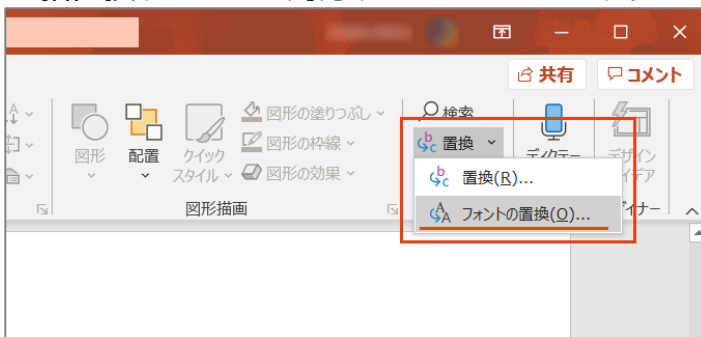 共有
コメント
検索
図形の塗りつぶし
図形の枠線
図形の効果
図形
配置
クイック
スタイル
置換
置換(R)...
フォントの置換(O)...
図形描画
デザイン